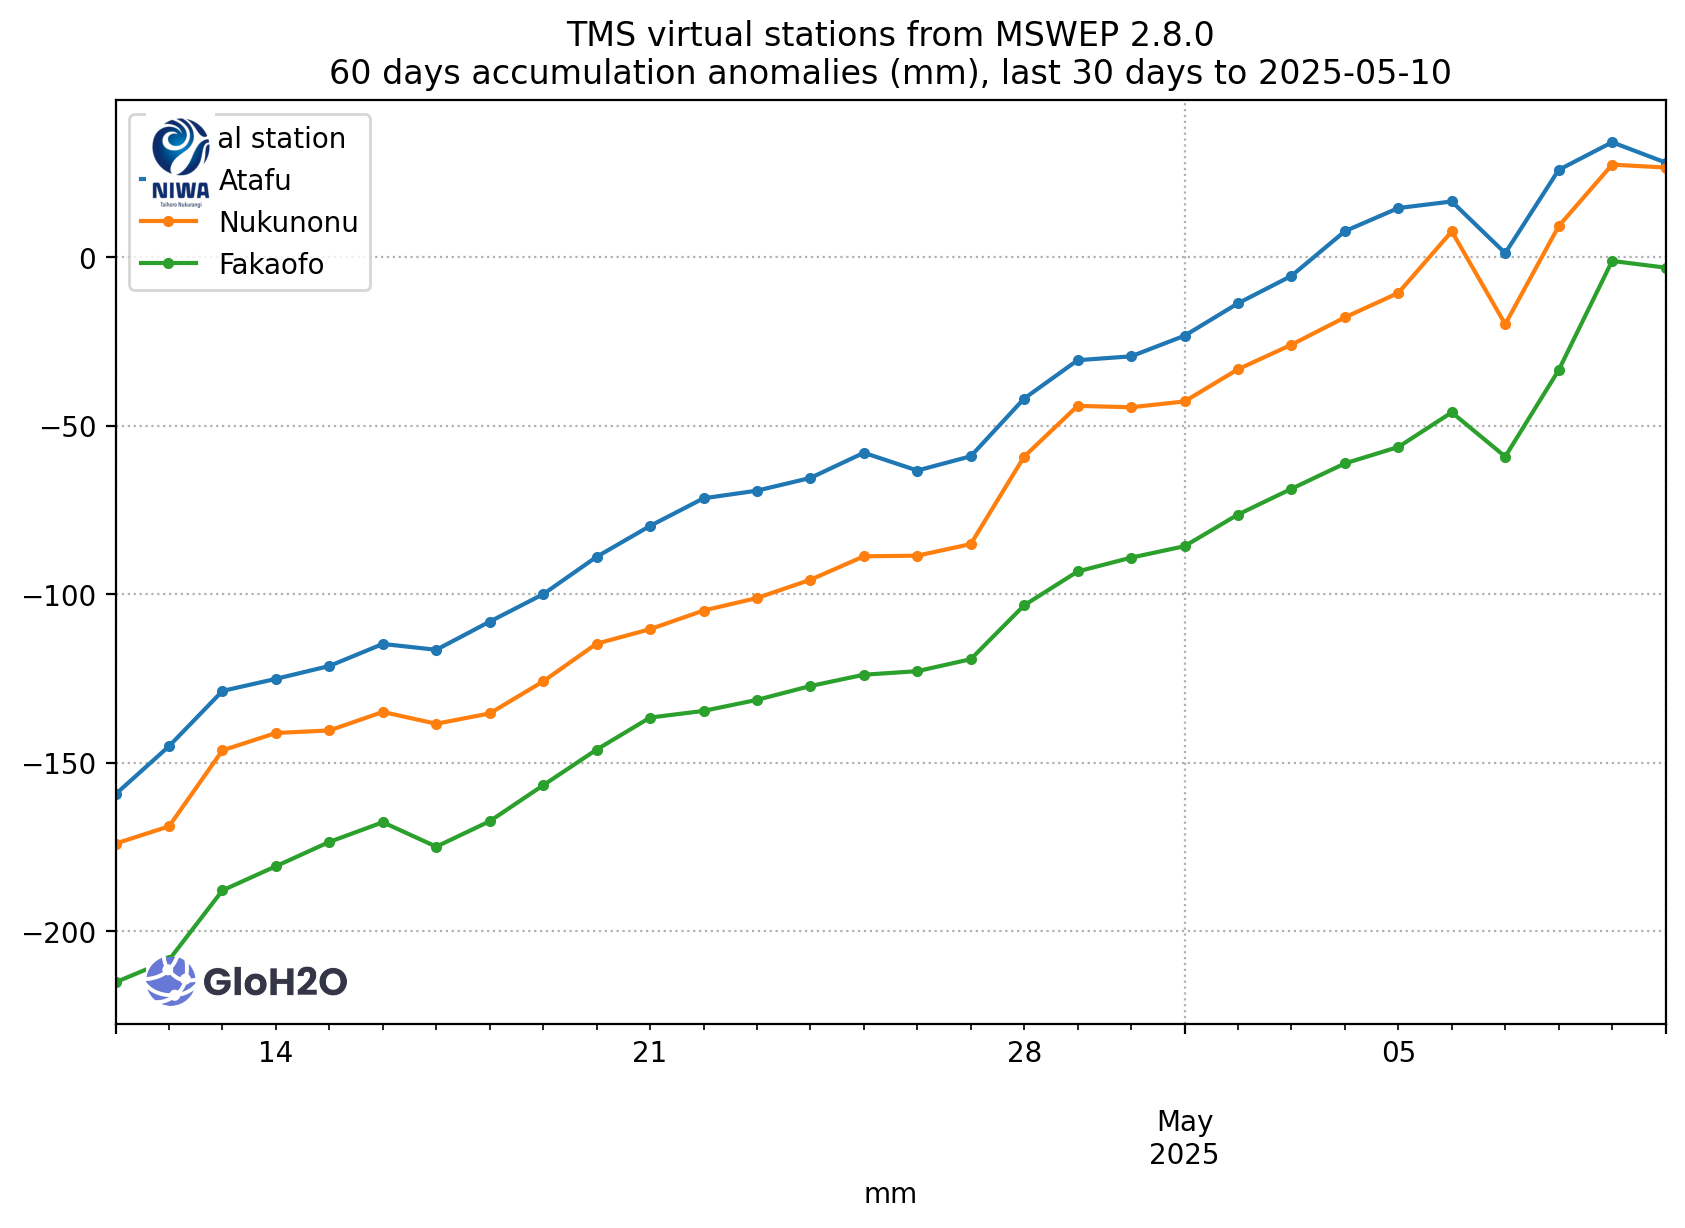 TMS virtual stations from MSWEP 2.8.0
60 days accumulation anomalies (mm), last 30 days to 2025-05-10
al station
Atafu
Nukunonu
Fakaofo
NIWA
Taihoro Nukurangi
0
−50
−100
−150
−200
GloH2O
14 21 28 05
May
2025
mm